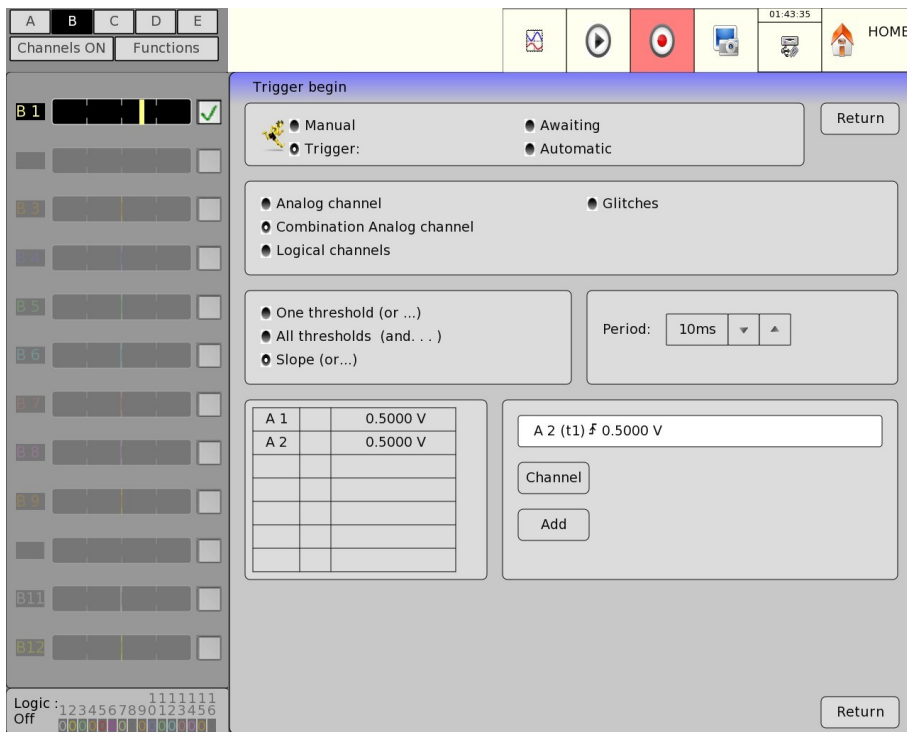 A B C D E
Channels ON Functions
01:43:35
HOME
Trigger begin
B 1
Manual
Awaiting
Return
Trigger:
Automatic
Analog channel
Glitches
Combination Analog channel
Logical channels
B 3
B 5
B 6
B 7
B 8
B 9
B11
B12
One threshold (or ...)
All thresholds (and. . . )
Slope (or...)
Period: 10ms
A 1 0.5000 V
A 2 0.5000 V
A 2 (t1) 0.5000 V
Channel
Add
Logic :
Off
1111111
1234567890123456
Return